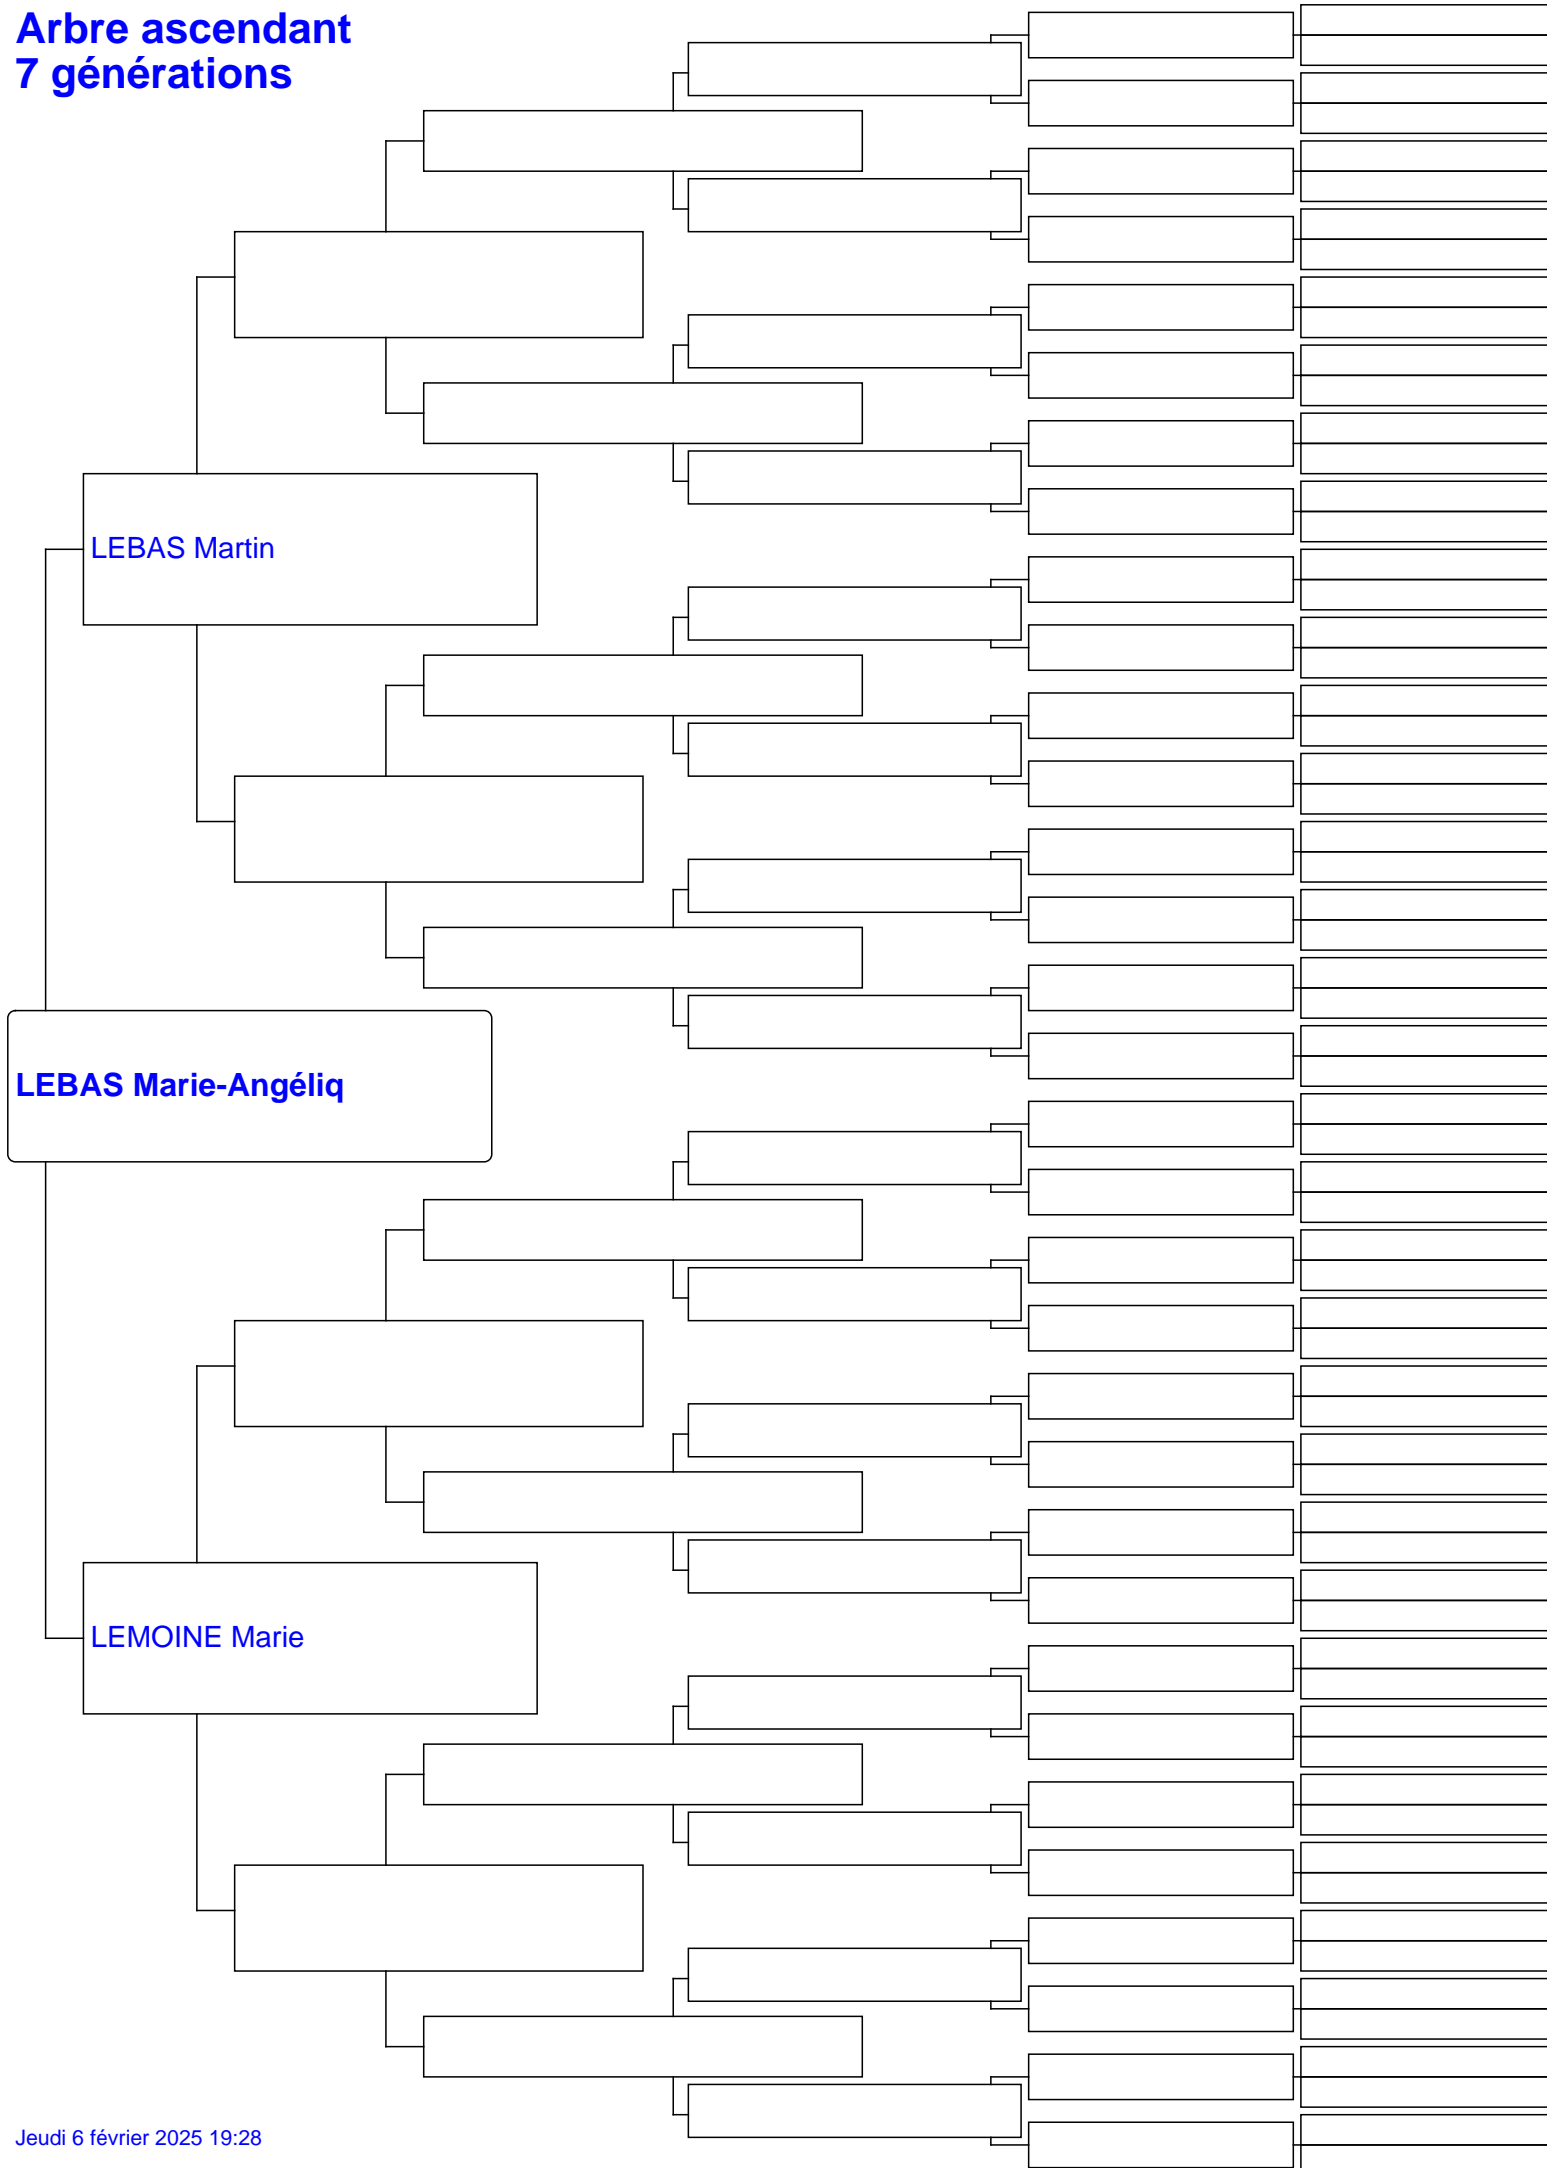 Arbre ascendant
7 générations
LEBAS Martin
LEBAS Marie-Angéliq
LEMOINE Marie
Jeudi 6 février 2025 19:28